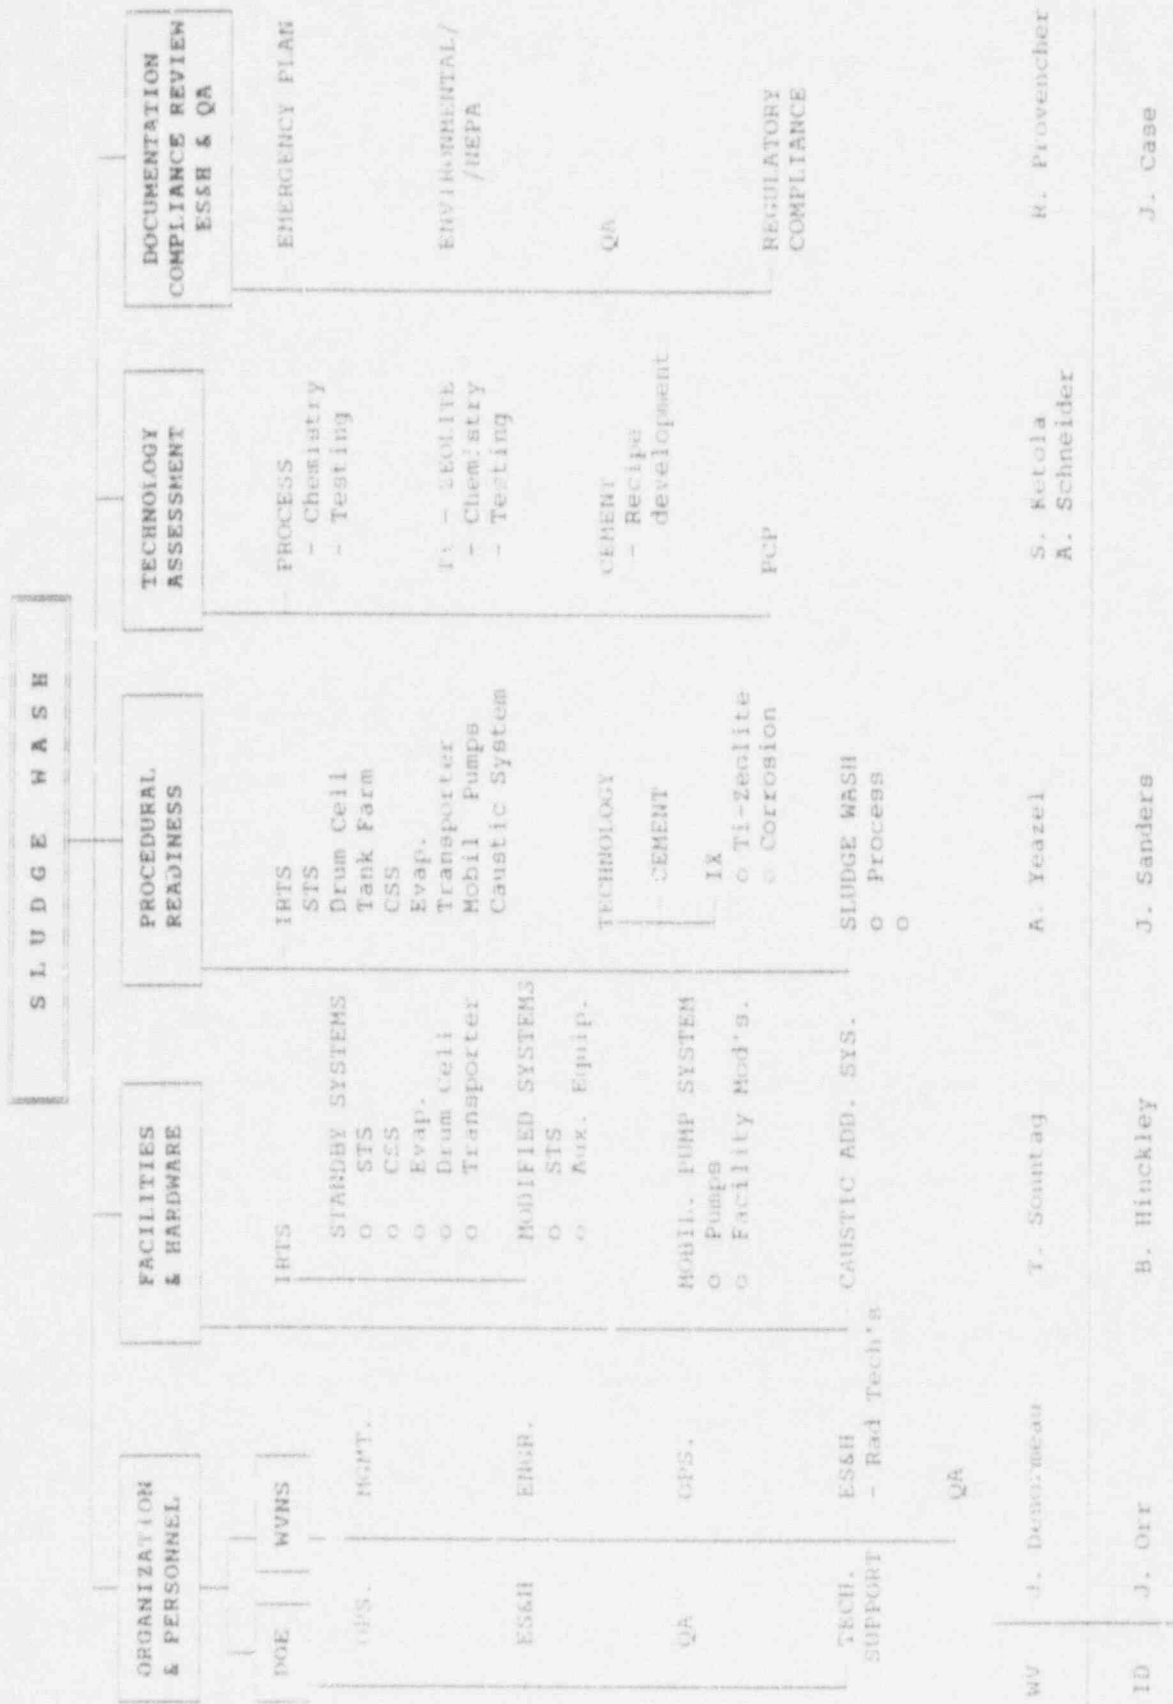 S L U D G E   W A S H
ORGANIZATION
& PERSONNEL
DOE
OPS.
ES&H
QA
TECH.
SUPPORT
WVNS
MGMT.
ENGR.
OPS.
ES&H
- Rad Tech's
QA
FACILITIES
& HARDWARE
IRTS
STANDBY SYSTEMS
o STS
o CSS
o Evap.
o Drum Cell
o Transporter
MODIFIED SYSTEMS
o STS
o Aux. Equip.
MOBIL. PUMP SYSTEM
o Pumps
o Facility Mod's.
CAUSTIC ADD. SYS.
PROCEDURAL
READINESS
IRTS
STS
Drum Cell
Tank Farm
CSS
Evap.
Transporter
Mobil Pumps
Caustic System
TECHNOLOGY
CEMENT
IX
o Ti-Zeolite
o Corrosion
SLUDGE WASH
o Process
o
TECHNOLOGY
ASSESSMENT
PROCESS
- Chemistry
- Testing
- ZEOLITE
- Chemistry
- Testing
CEMENT
- Recipe
development
PCP
DOCUMENTATION
COMPLIANCE REVIEW
ES&H & QA
EMERGENCY PLAN
ENVIRONMENTAL/
/NEPA
QA
REGULATORY
COMPLIANCE
WV J. Desormeau T. Sonntag A. Yeazel S. Ketola R. Provencher
A. Schneider
ID J. Orr B. Hinckley J. Sanders J. Case